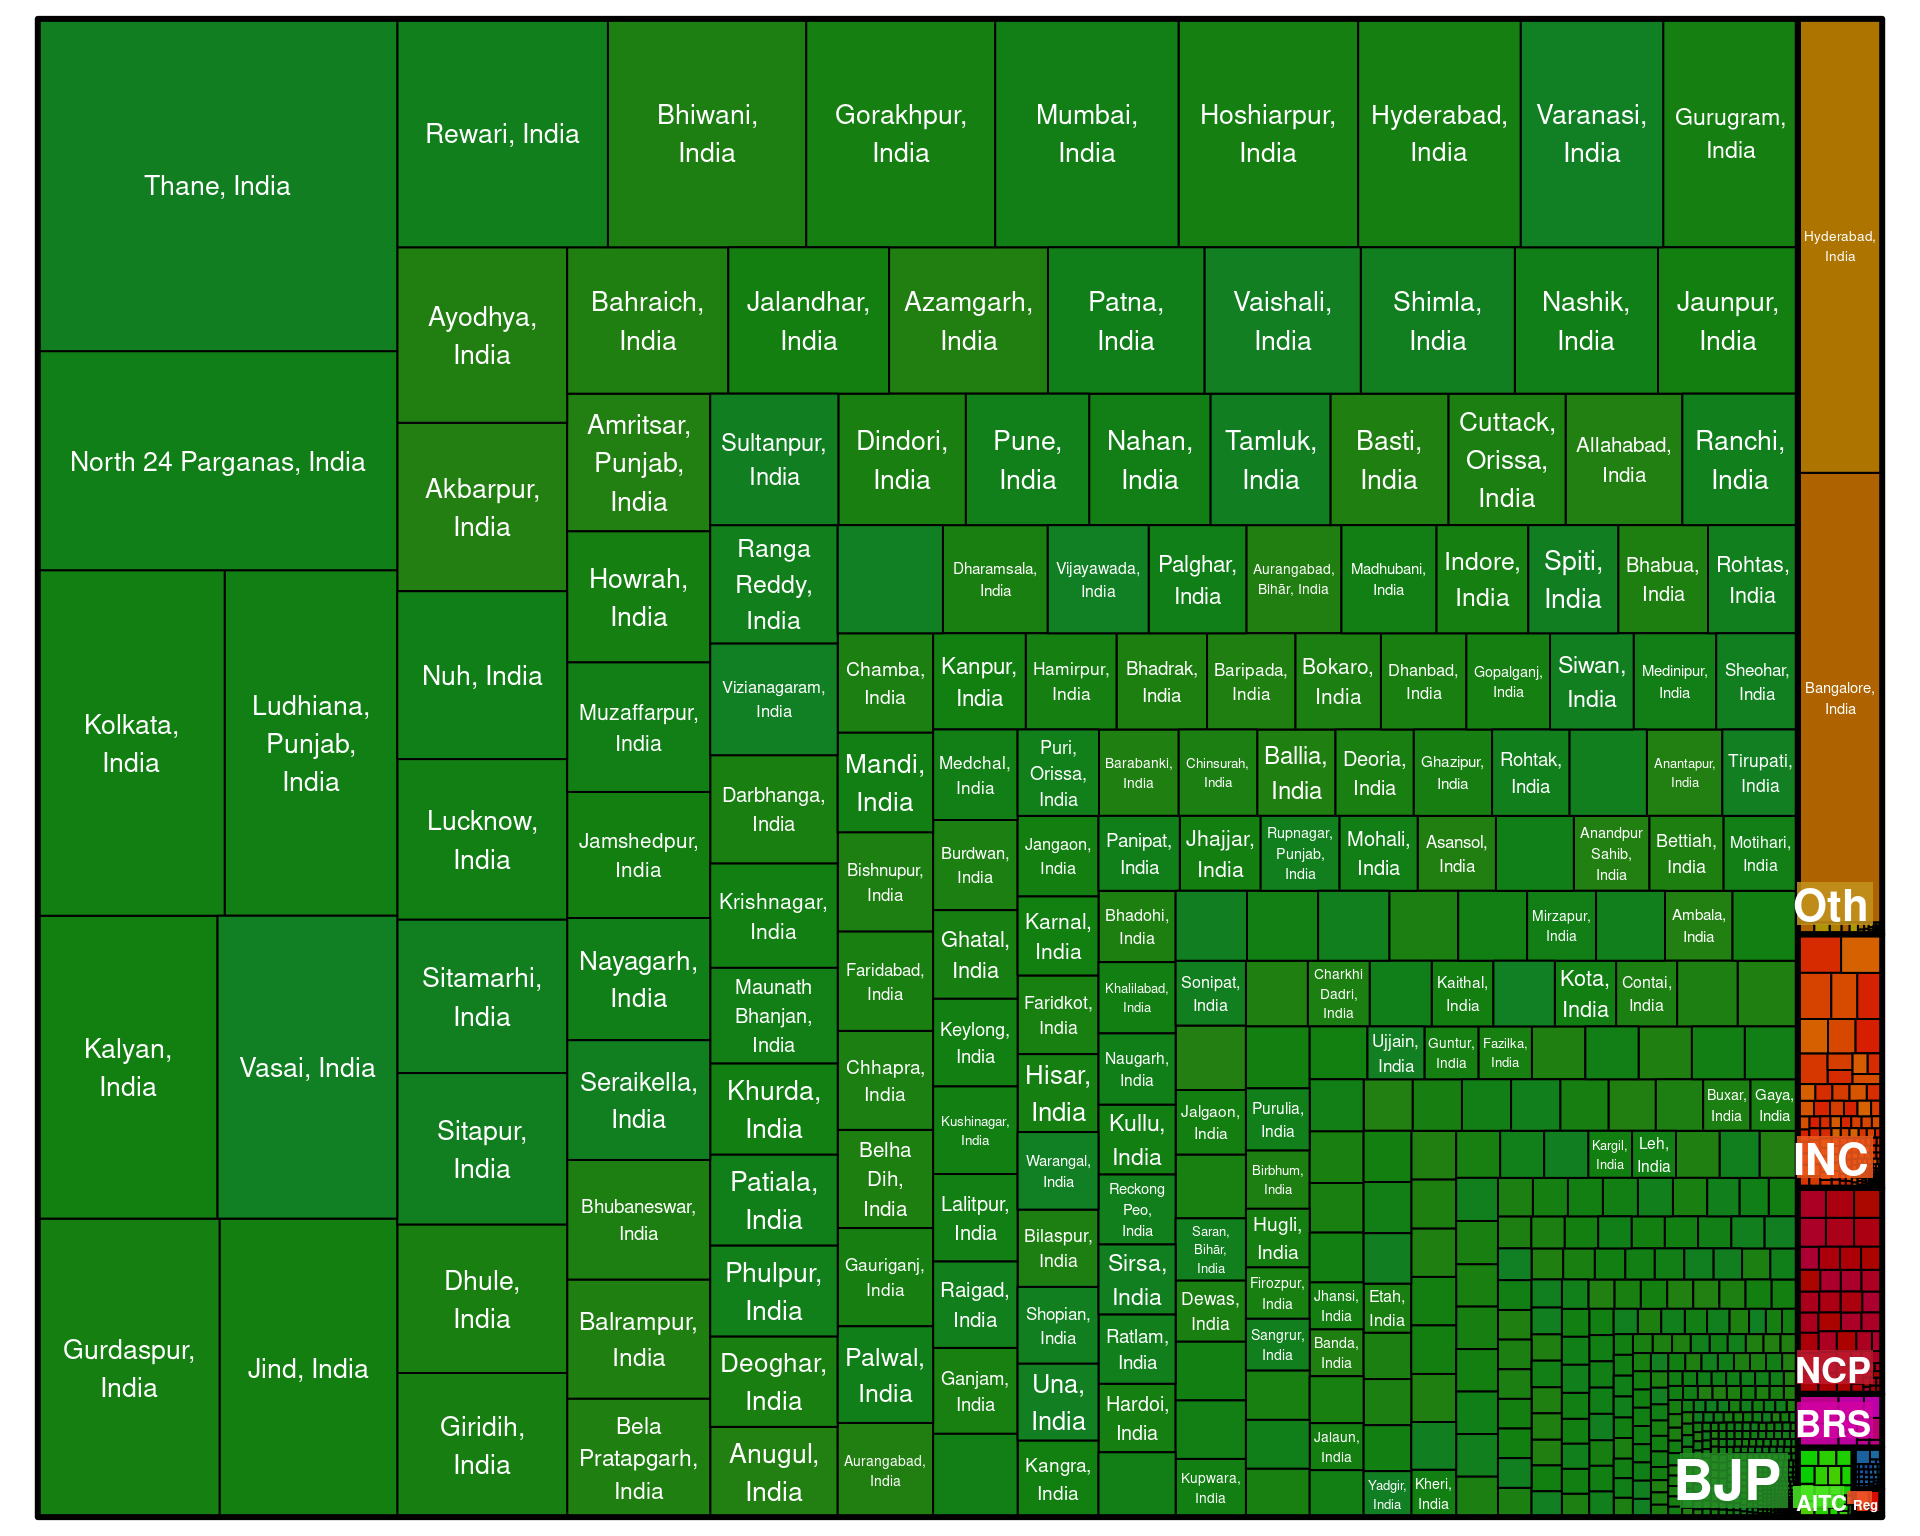 Thane, India
North 24 Parganas, India
Kolkata,
India
Ludhiana,
Punjab,
India
Kalyan,
India
Vasai, India
Gurdaspur,
India
Jind, India
Rewari, India
Bhiwani,
India
Gorakhpur,
India
Mumbai,
India
Hoshiarpur,
India
Hyderabad,
India
Varanasi,
India
Gurugram,
India
Ayodhya,
India
Akbarpur,
India
Nuh, India
Lucknow,
India
Sitamarhi,
India
Sitapur,
India
Dhule,
India
Giridih,
India
Bahraich,
India
Jalandhar,
India
Azamgarh,
India
Patna,
India
Vaishali,
India
Shimla,
India
Nashik,
India
Jaunpur,
India
Amritsar,
Punjab,
India
Howrah,
India
Muzaffarpur,
India
Jamshedpur,
India
Nayagarh,
India
Seraikella,
India
Bhubaneswar,
India
Balrampur,
India
Bela
Pratapgarh,
India
Sultanpur,
India
Dindori,
India
Pune,
India
Nahan,
India
Tamluk,
India
Basti,
India
Cuttack,
Orissa,
India
Allahabad,
India
Ranchi,
India
Ranga
Reddy,
India
Vizianagaram,
India
Darbhanga,
India
Krishnagar,
India
Maunath
Bhanjan,
India
Khurda,
India
Patiala,
India
Phulpur,
India
Deoghar,
India
Anugul,
India
Dharamsala,
India
Vijayawada,
India
Palghar,
India
Aurangabad,
Bihār, India
Madhubani,
India
Indore,
India
Spiti,
India
Bhabua,
India
Rohtas,
India
Chamba,
India
Mandi,
India
Bishnupur,
India
Faridabad,
India
Chhapra,
India
Belha
Dih,
India
Gauriganj,
India
Palwal,
India
Aurangabad,
India
Kanpur,
India
Hamirpur,
India
Bhadrak,
India
Baripada,
India
Bokaro,
India
Dhanbad,
India
Gopalganj,
India
Siwan,
India
Medinipur,
India
Sheohar,
India
Medchal,
India
Burdwan,
India
Ghatal,
India
Keylong,
India
Kushinagar,
India
Lalitpur,
India
Raigad,
India
Ganjam,
India
Puri,
Orissa,
India
Jangaon,
India
Karnal,
India
Faridkot,
India
Hisar,
India
Warangal,
India
Bilaspur,
India
Shopian,
India
Una,
India
Kangra,
India
Barabanki,
India
Chinsurah,
India
Ballia,
India
Deoria,
India
Ghazipur,
India
Rohtak,
India
Anantapur,
India
Tirupati,
India
Panipat,
India
Jhajjar,
India
Rupnagar,
Punjab,
India
Mohali,
India
Asansol,
India
Anandpur
Sahib,
India
Bettiah,
India
Motihari,
India
Bhadohi,
India
Khalilabad,
India
Naugarh,
India
Kullu,
India
Reckong
Peo,
India
Sirsa,
India
Ratlam,
India
Hardoi,
India
Mirzapur,
India
Ambala,
India
Sonipat,
India
Charkhi
Dadri,
India
Kaithal,
India
Kota,
India
Contai,
India
Jalgaon,
India
Saran,
Bihār,
India
Dewas,
India
Kupwara,
India
Ujjain,
India
Guntur,
India
Fazilka,
India
Purulia,
India
Birbhum,
India
Hugli,
India
Firozpur,
India
Sangrur,
India
Buxar,
India
Gaya,
India
Kargil,
India
Leh,
India
Jhansi,
India
Banda,
India
Jalaun,
India
Etah,
India
Yadgir,
India
Kheri,
India
BJP
Hyderabad,
India
Bangalore,
India
Oth
INC
NCP
BRS
AITC
Reg